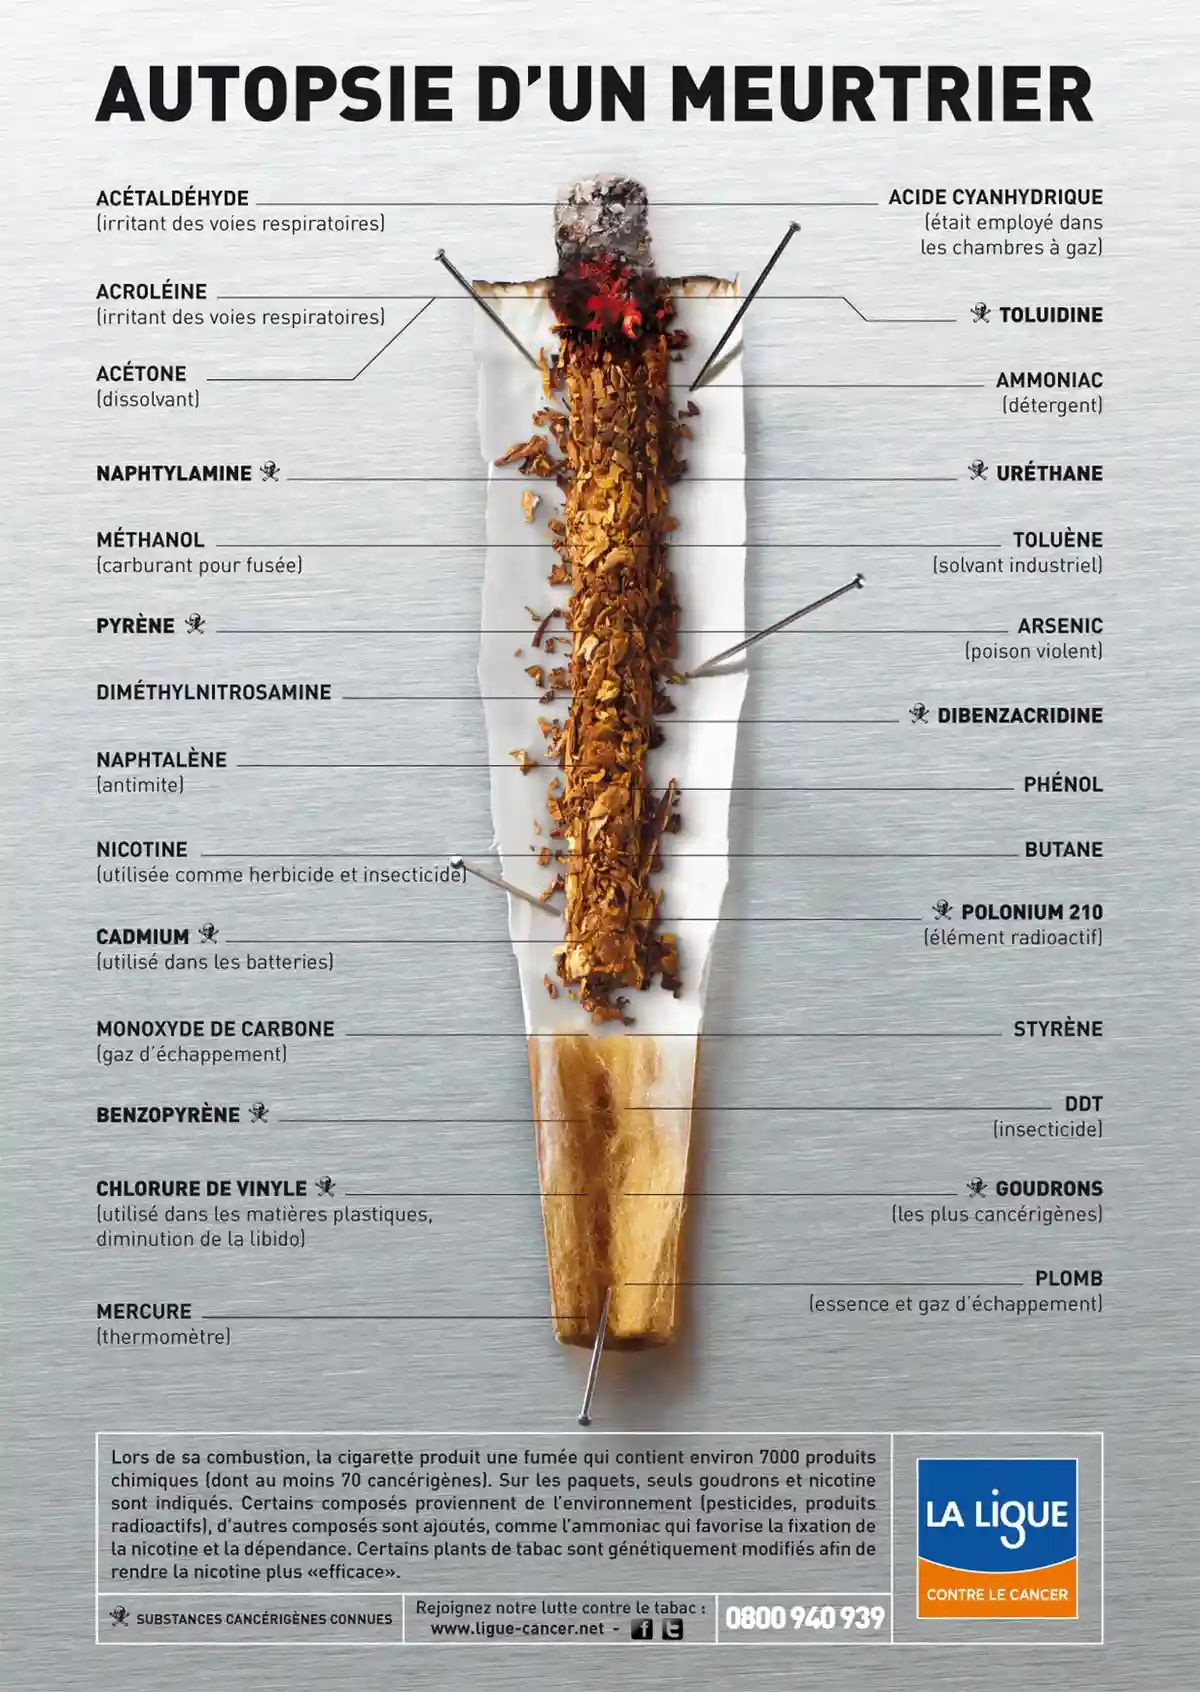 AUTOPSIE D'UN MEURTRIER
ACÉTALDÉHYDE
(irritant des voies respiratoires)
ACROLÉINE
(irritant des voies respiratoires)
ACÉTONE
(dissolvant)
NAPHTYLAMINE
MÉTHANOL
(carburant pour fusée)
PYRÈNE
DIMÉTHYLNITROSAMINE
NAPHTALÈNE
(antimite)
NICOTINE
(utilisée comme herbicide et insecticide)
CADMIUM
(utilisé dans les batteries)
MONOXYDE DE CARBONE
(gaz d'échappement)
BENZOPYRÈNE
CHLORURE DE VINYLE
(utilisé dans les matières plastiques,
diminution de la libido)
MERCURE
(thermomètre)
ACIDE CYANHYDRIQUE
(était employé dans
les chambres à gaz)
TOLUIDINE
AMMONIAC
(détergent)
URÉTHANE
TOLUÈNE
(solvant industriel)
ARSENIC
(poison violent)
DIBENZACRIDINE
PHÉNOL
BUTANE
POLONIUM 210
(élément radioactif)
STYRÈNE
DDT
(insecticide)
GOUDRONS
(les plus cancérigènes)
PLOMB
(essence et gaz d'échappement)
Lors de sa combustion, la cigarette produit une fumée qui contient environ 7000 produits
chimiques (dont au moins 70 cancérigènes). Sur les paquets, seuls goudrons et nicotine
sont indiqués. Certains composés proviennent de l'environnement (pesticides, produits
radioactifs), d'autres composés sont ajoutés, comme l'ammoniac qui favorise la fixation de
la nicotine et la dépendance. Certains plants de tabac sont génétiquement modifiés afin de
rendre la nicotine plus «efficace».
SUBSTANCES CANCÉRIGÈNES CONNUES
Rejoignez notre lutte contre le tabac :
www.ligue-cancer.net - f t
0800 940 939
LA LIGUE
CONTRE LE CANCER